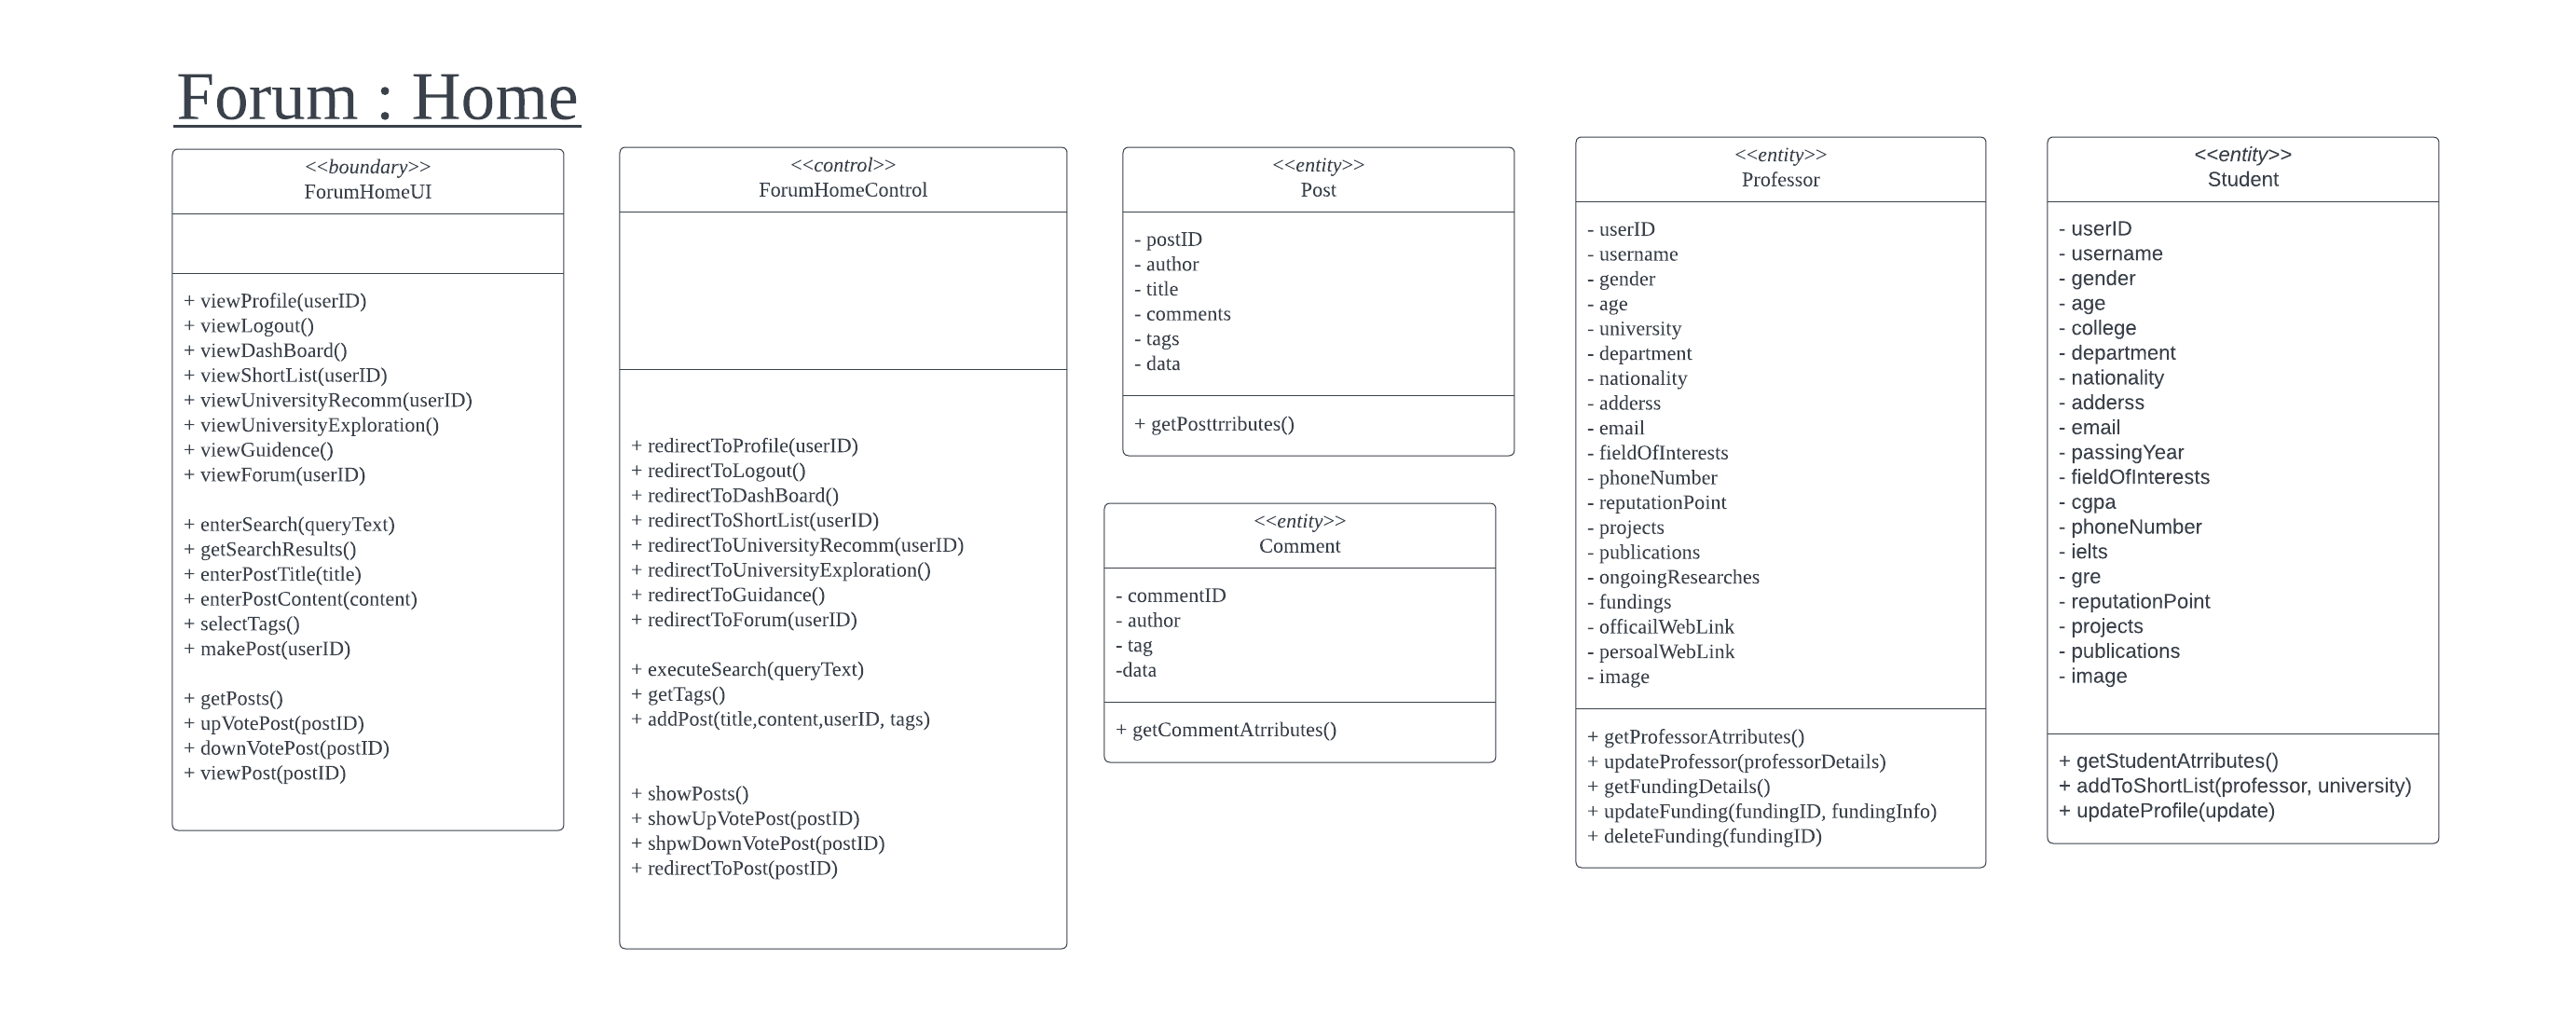 Forum : Home
<<boundary>>
ForumHomeUI
+ viewProfile(userID)
+ viewLogout()
+ viewDashBoard()
+ viewShortList(userID)
+ viewUniversityRecomm(userID)
+ viewUniversityExploration()
+ viewGuidence()
+ viewForum(userID)
+ enterSearch(queryText)
+ getSearchResults()
+ enterPostTitle(title)
+ enterPostContent(content)
+ selectTags()
+ makePost(userID)
+ getPosts()
+ upVotePost(postID)
+ downVotePost(postID)
+ viewPost(postID)
<<control>>
ForumHomeControl
+ redirectToProfile(userID)
+ redirectToLogout()
+ redirectToDashBoard()
+ redirectToShortList(userID)
+ redirectToUniversityRecomm(userID)
+ redirectToUniversityExploration()
+ redirectToGuidance()
+ redirectToForum(userID)
+ executeSearch(queryText)
+ getTags()
+ addPost(title,content,userID, tags)
+ showPosts()
+ showUpVotePost(postID)
+ shpwDownVotePost(postID)
+ redirectToPost(postID)
<<entity>>
Post
- postID
- author
- title
- comments
- tags
- data
+ getPosttrributes()
<<entity>>
Comment
- commentID
- author
- tag
-data
+ getCommentAtrributes()
<<entity>>
Professor
- userID
- username
- gender
- age
- university
- department
- nationality
- adderss
- email
- fieldOfInterests
- phoneNumber
- reputationPoint
- projects
- publications
- ongoingResearches
- fundings
- officailWebLink
- persoalWebLink
- image
+ getProfessorAtrributes()
+ updateProfessor(professorDetails)
+ getFundingDetails()
+ updateFunding(fundingID, fundingInfo)
+ deleteFunding(fundingID)
<<entity>>
Student
- userID
- username
- gender
- age
- college
- department
- nationality
- adderss
- email
- passingYear
- fieldOfInterests
- cgpa
- phoneNumber
- ielts
- gre
- reputationPoint
- projects
- publications
- image
+ getStudentAtrributes()
+ addToShortList(professor, university)
+ updateProfile(update)